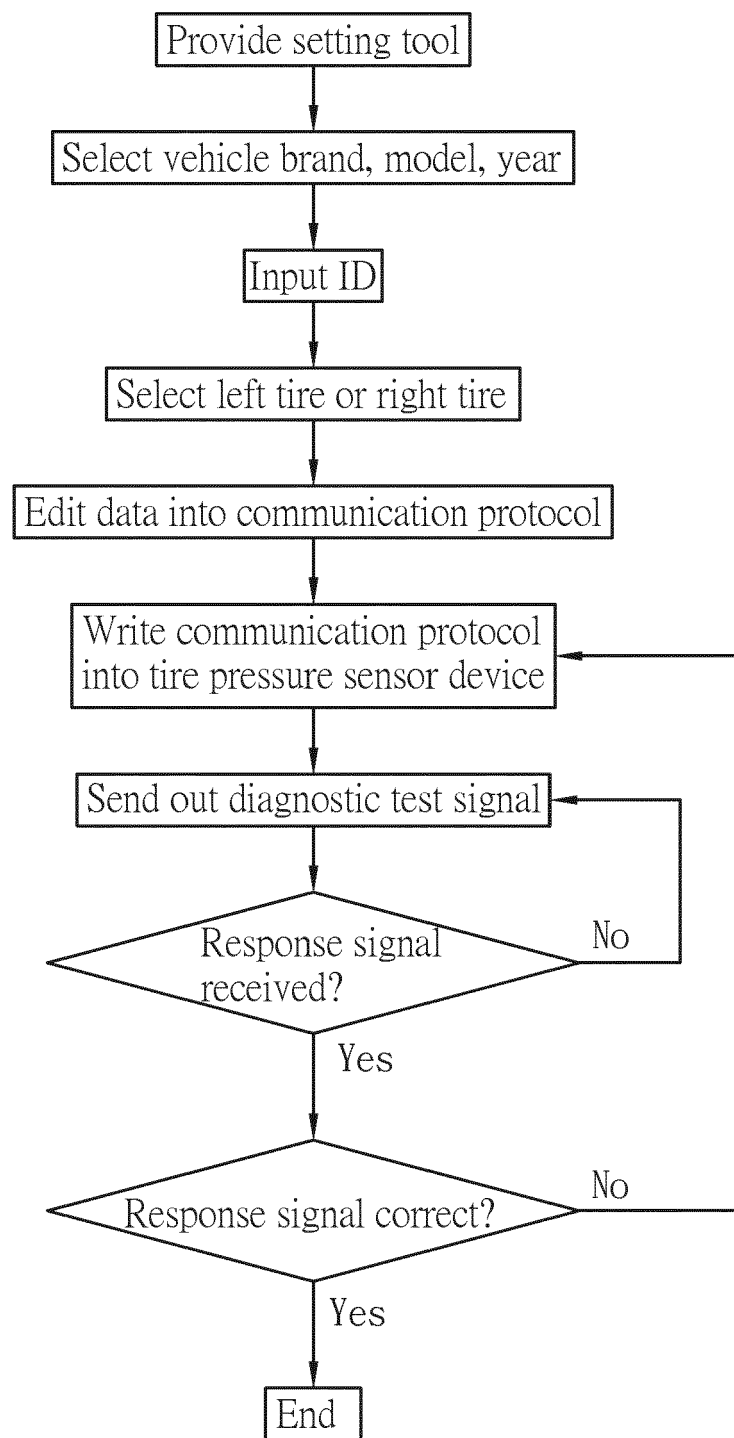 Provide setting tool
Select vehicle brand, model, year
Input ID
Select left tire or right tire
Edit data into communication protocol
Write communication protocol
into tire pressure sensor device
Send out diagnostic test signal
Response signal
received?
No
Yes
Response signal correct?
No
Yes
End